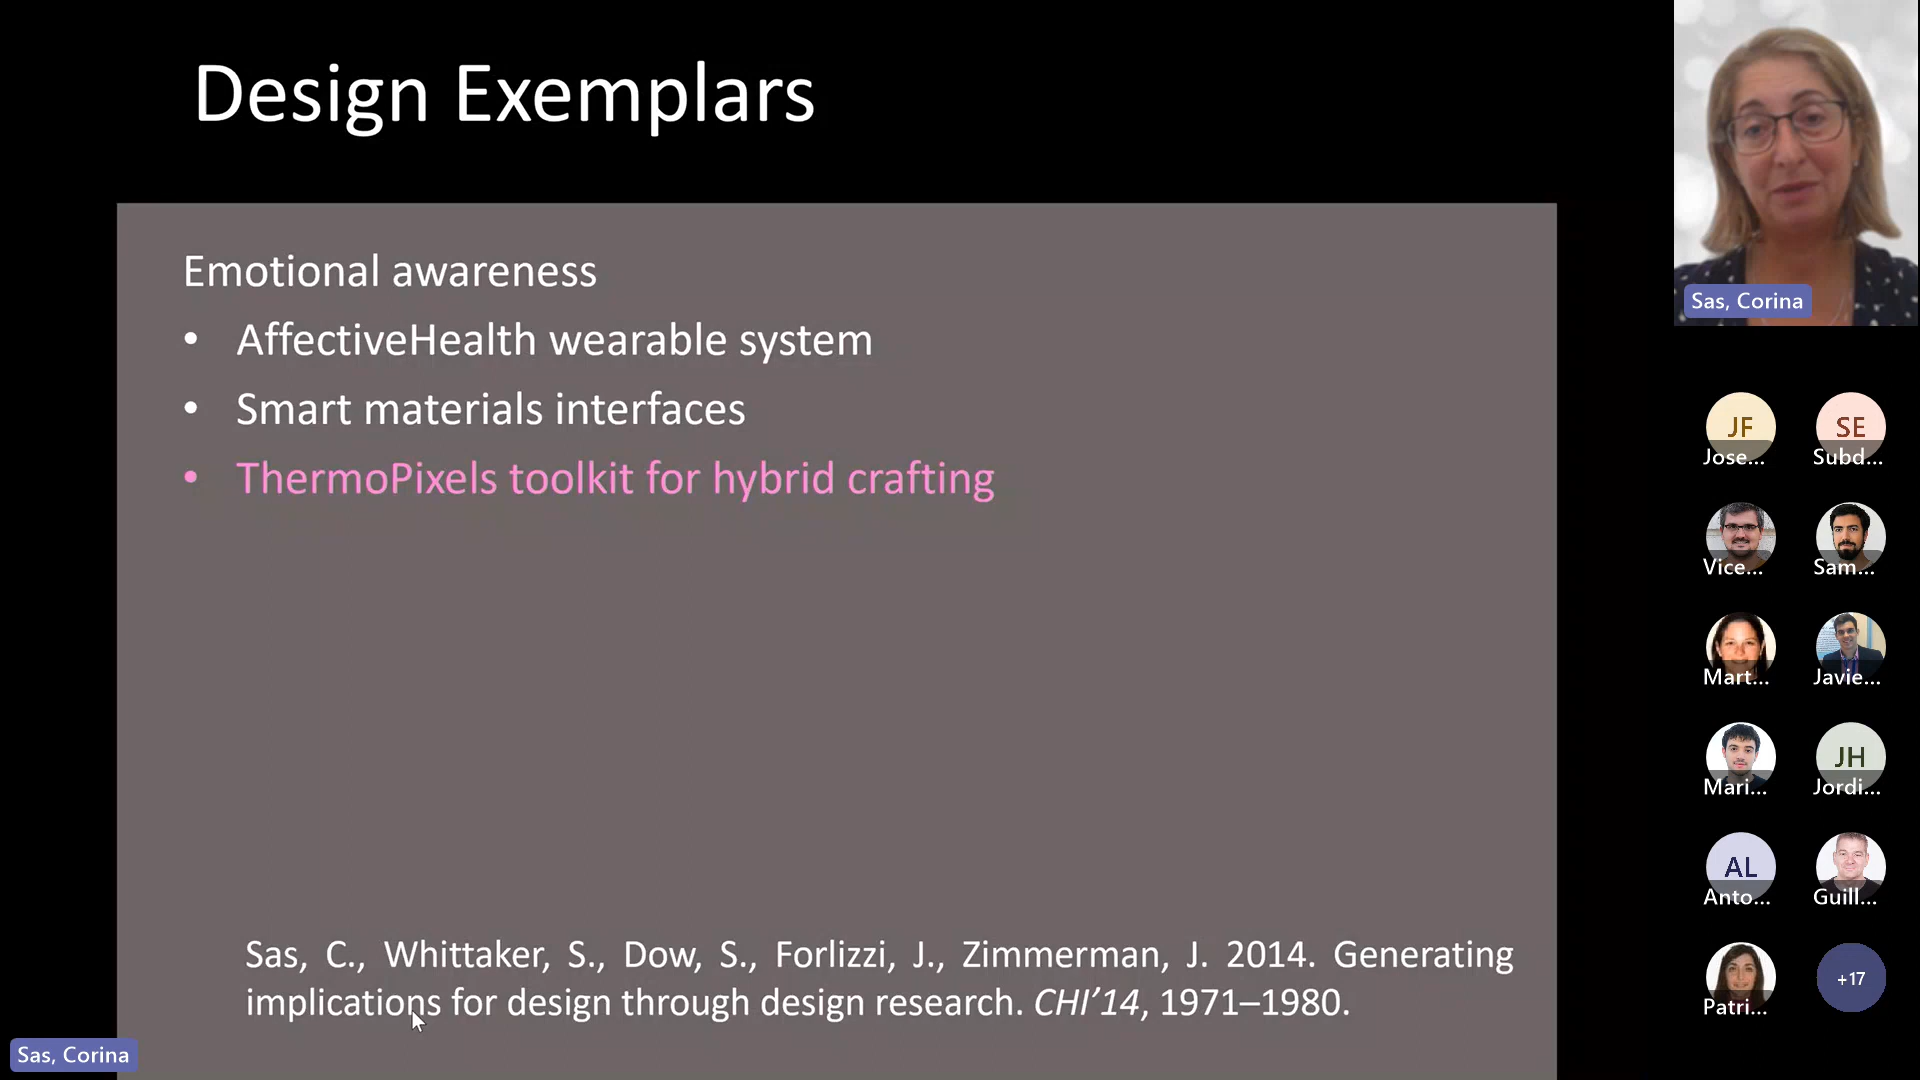 Design Exemplars
Emotional awareness
• AffectiveHealth wearable system
• Smart materials interfaces
• ThermoPixels toolkit for hybrid crafting
Sas, C., Whittaker, S., Dow, S., Forlizzi, J., Zimmerman, J. 2014. Generating
implications for design through design research. CHI’14, 1971–1980.
Sas, Corina
Sas, Corina
JF
Jose...
SE
Subd...
Vice...
Sam...
Mart...
Javie...
Mari...
JH
Jordi...
AL
Anto...
Guill...
Patri...
+17